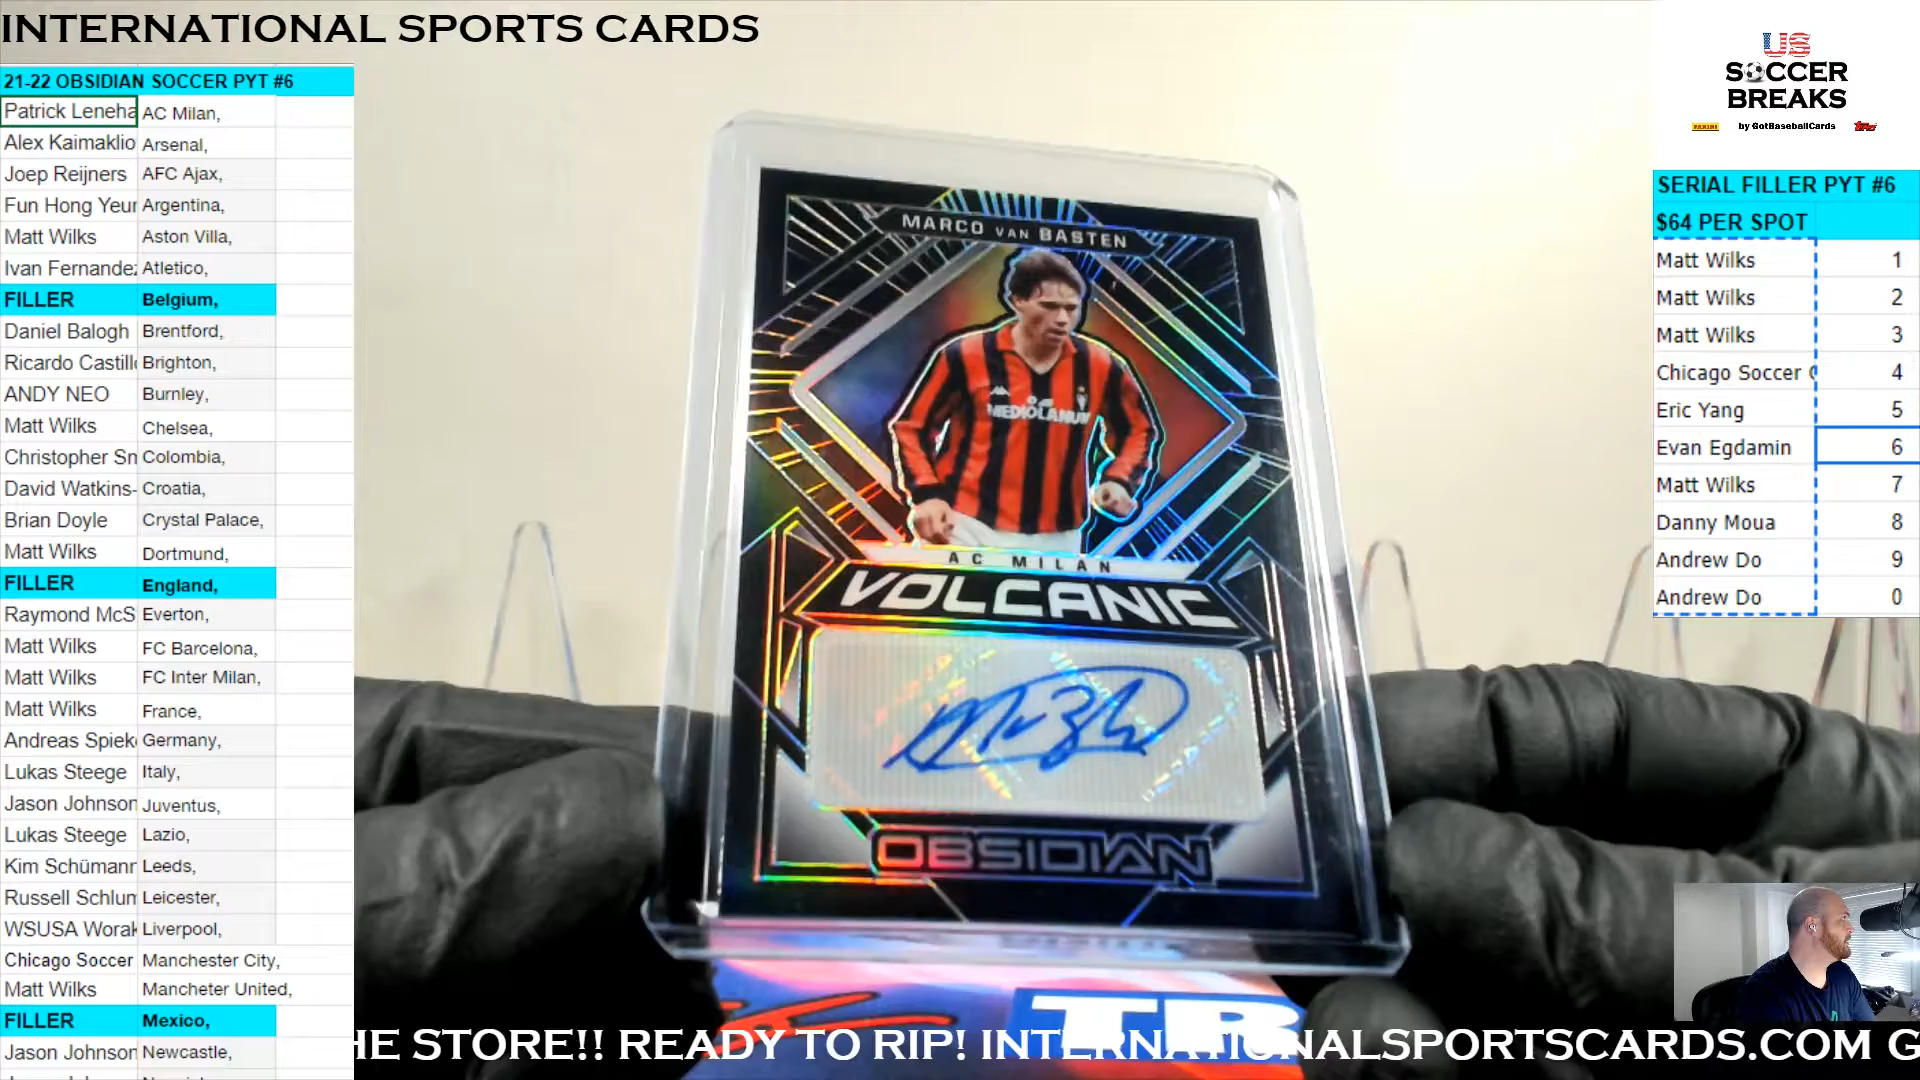 INTERNATIONAL SPORTS CARDS
21-22 OBSIDIAN SOCCER PYT #6
Patrick Leneha AC Milan,
Alex Kaimaklio Arsenal,
Joep Reijners AFC Ajax,
Fun Hong Yeur Argentina,
Matt Wilks Aston Villa,
Ivan Fernandez Atletico,
FILLER Belgium,
Daniel Balogh Brentford,
Ricardo Castill Brighton,
ANDY NEO Burnley,
Matt Wilks Chelsea,
Christopher Sn Colombia,
David Watkins- Croatia,
Brian Doyle Crystal Palace,
Matt Wilks Dortmund,
FILLER England,
Raymond McS Everton,
Matt Wilks FC Barcelona,
Matt Wilks FC Inter Milan,
Matt Wilks France,
Andreas Spiek Germany,
Lukas Steege Italy,
Jason Johnson Juventus,
Lukas Steege Lazio,
Kim Schümann Leeds,
Russell Schlum Leicester,
WSUSA Worak Liverpool,
Chicago Soccer Manchester City,
Matt Wilks Mancheter United,
FILLER Mexico,
Jason Johnson Newcastle,
MARCO VAN BASTEN
MEDIOLANUM
AC MILAN
VOLCANIC
OBSIDIAN
TR
HE STORE!! READY TO RIP! INTERNATIONALSPORTSCARDS.COM G
US
SOCCER
BREAKS
PANINI by GotBaseballCards Topps
SERIAL FILLER PYT #6
$64 PER SPOT
Matt Wilks 1
Matt Wilks 2
Matt Wilks 3
Chicago Soccer 4
Eric Yang 5
Evan Egdamin 6
Matt Wilks 7
Danny Moua 8
Andrew Do 9
Andrew Do 0